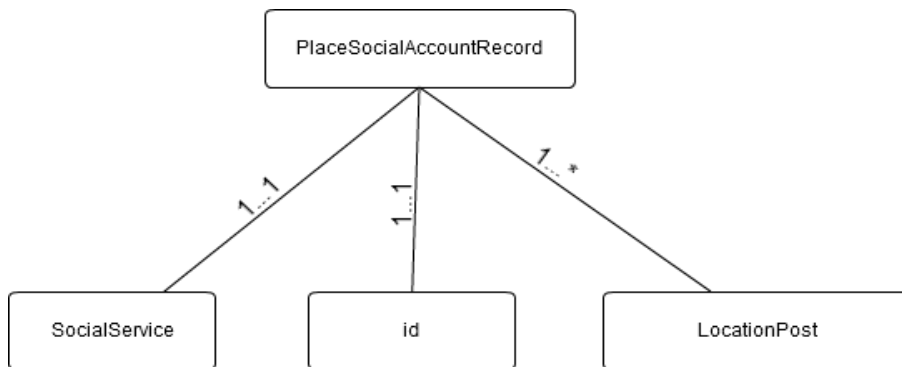 PlaceSocialAccountRecord
1...1
1...1
1... *
SocialService
id
LocationPost